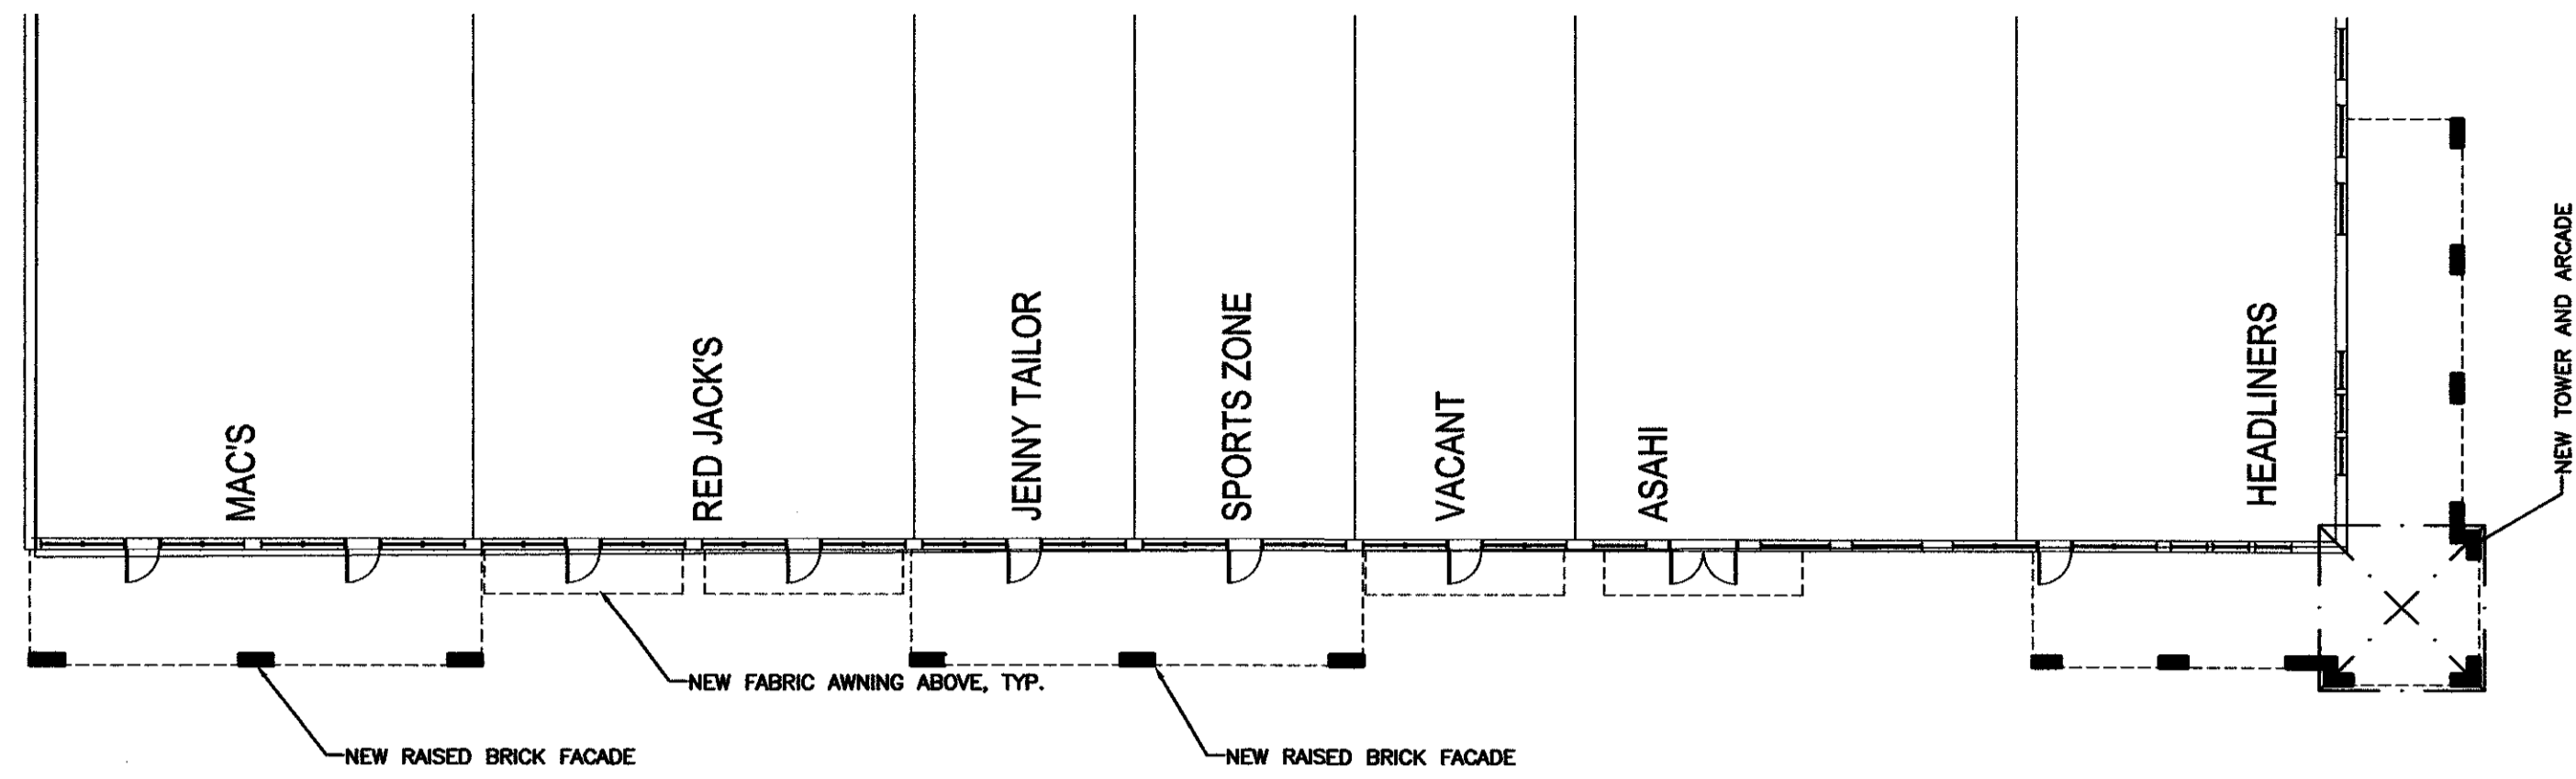 MAC'S
RED JACK'S
JENNY TAILOR
SPORTS ZONE
VACANT
ASAHI
HEADLINERS
NEW TOWER AND ARCADE
NEW FABRIC AWNING ABOVE, TYP.
NEW RAISED BRICK FACADE
NEW RAISED BRICK FACADE